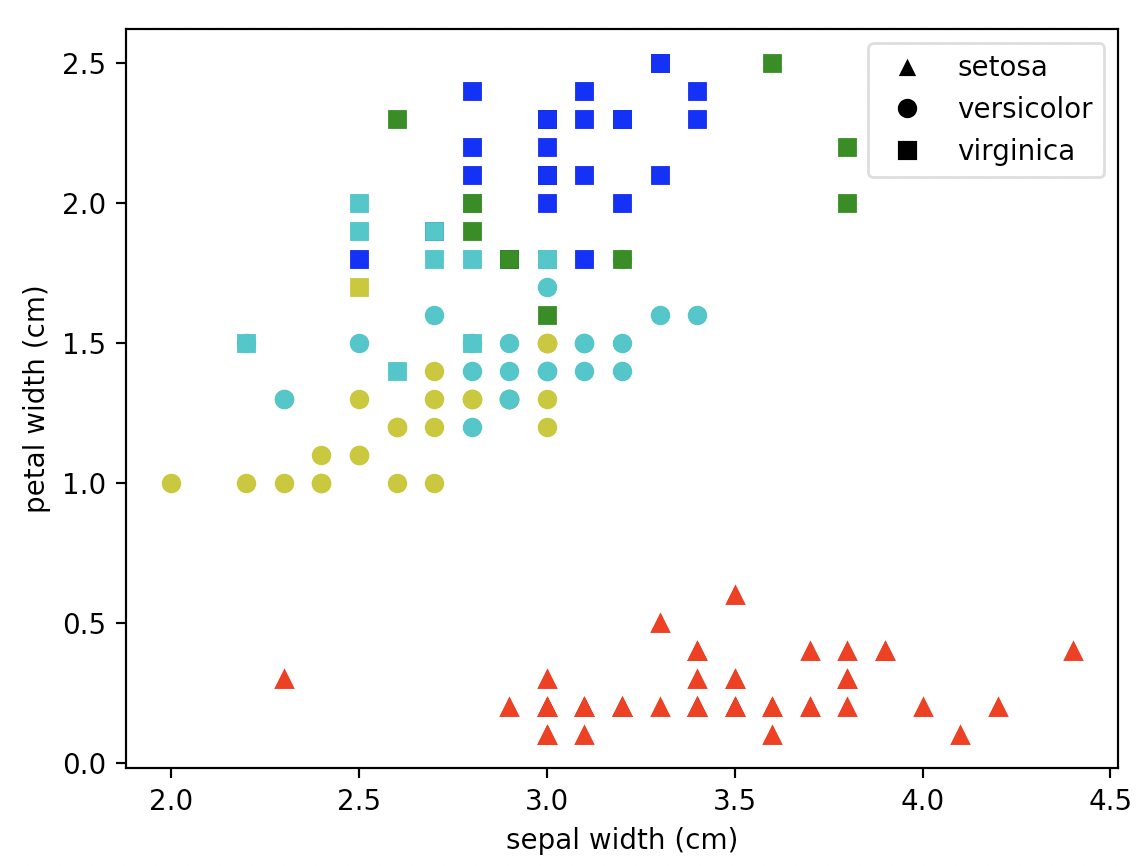 2.5
2.0
1.5
1.0
0.5
0.0
petal width (cm)
setosa
versicolor
virginica
2.0 2.5 3.0 3.5 4.0 4.5
sepal width (cm)